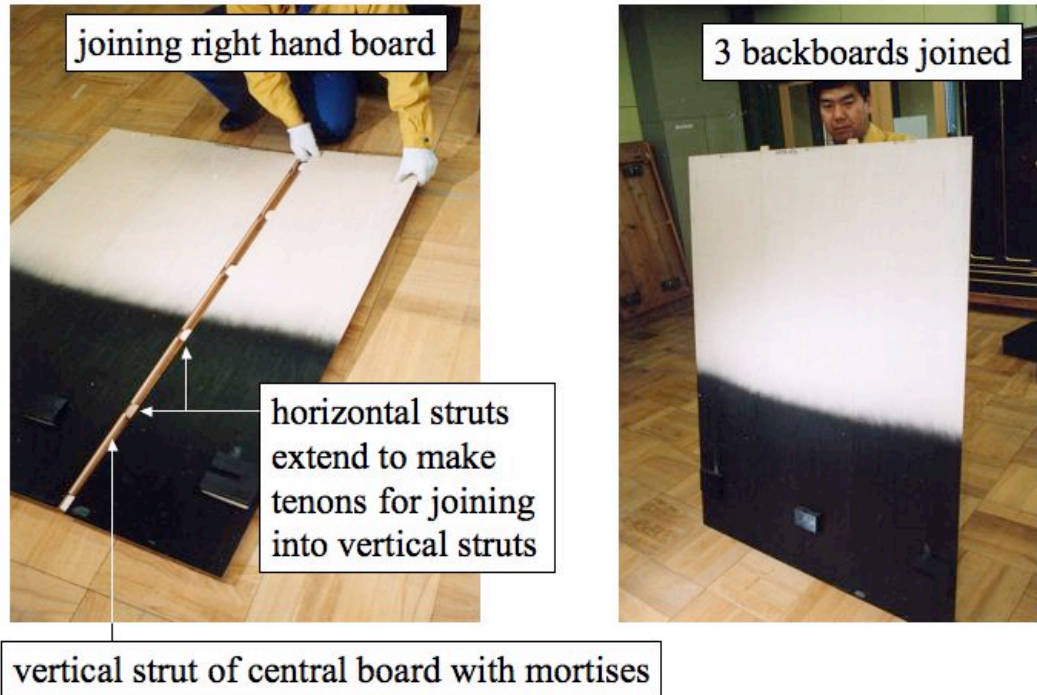 joining right hand board
3 backboards joined
horizontal struts
extend to make
tenons for joining
into vertical struts
vertical strut of central board with mortises